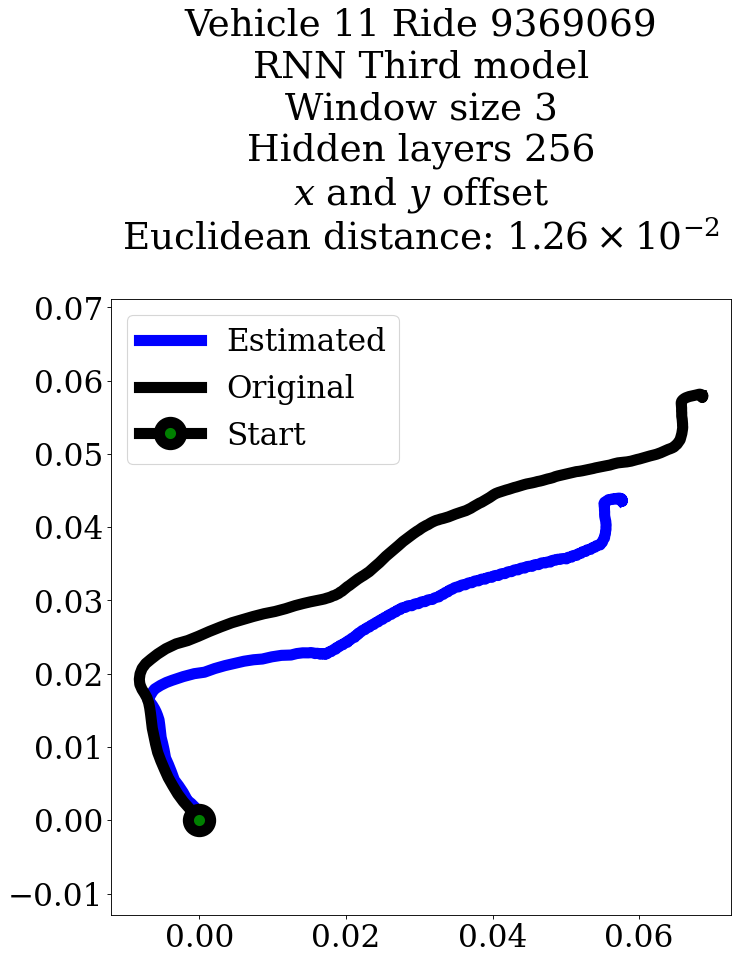 Vehicle 11 Ride 9369069
RNN Third model
Window size 3
Hidden layers 256
x and y offset
Euclidean distance: 1.26 × 10⁻²
0.07
0.06
0.05
0.04
0.03
0.02
0.01
0.00
−0.01
Estimated
Original
Start
0.00 0.02 0.04 0.06